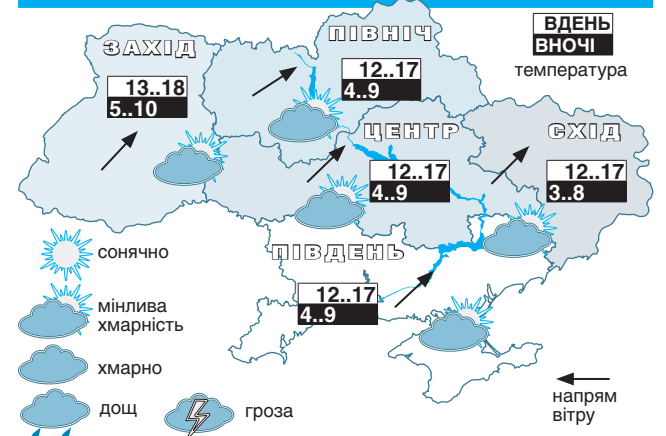 ЗАХІД
13..18
5..10
ПІВНІЧ
12..17
4..9
ВДЕНЬ
ВНОЧІ
температура
ЦЕНТР
12..17
4..9
СХІД
12..17
3..8
ПІВДЕНЬ
12..17
4..9
сонячно
мінлива
хмарність
хмарно
дощ
гроза
напрям
вітру